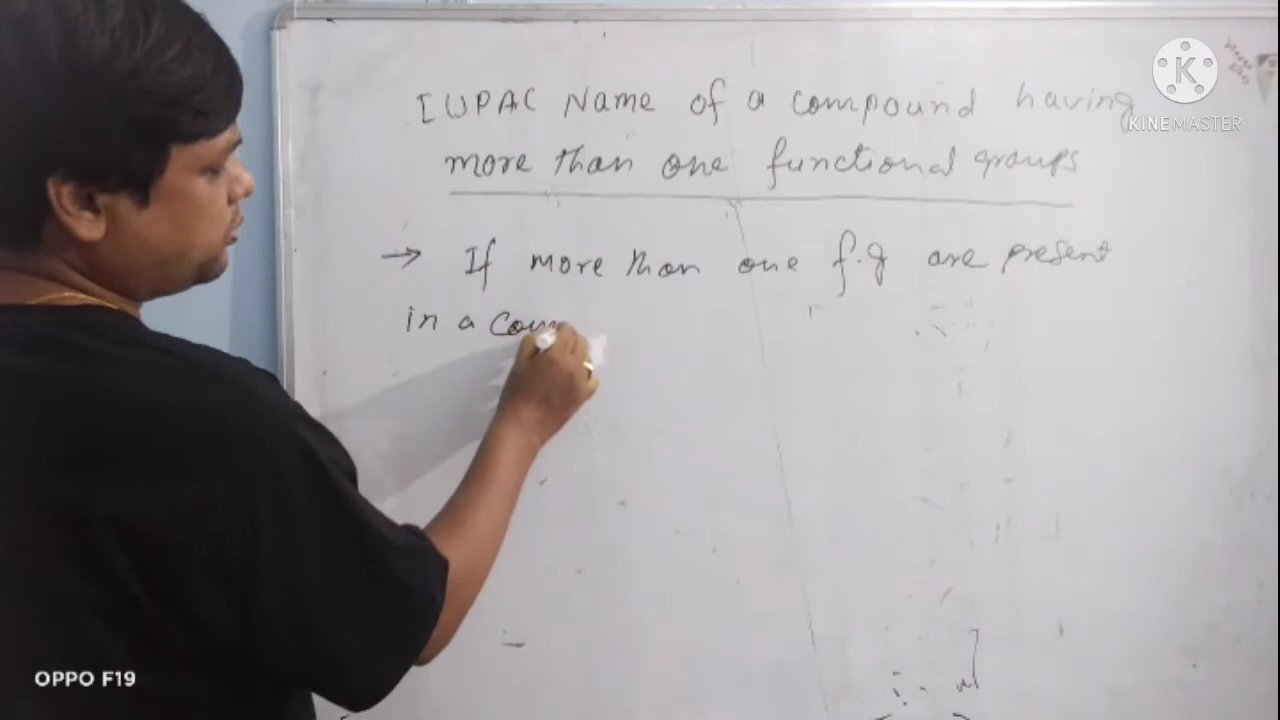 IUPAC Name of a compound having
more than one functional groups
→ If more than one f.g are present
in a com
KINEMASTER
OPPO F19